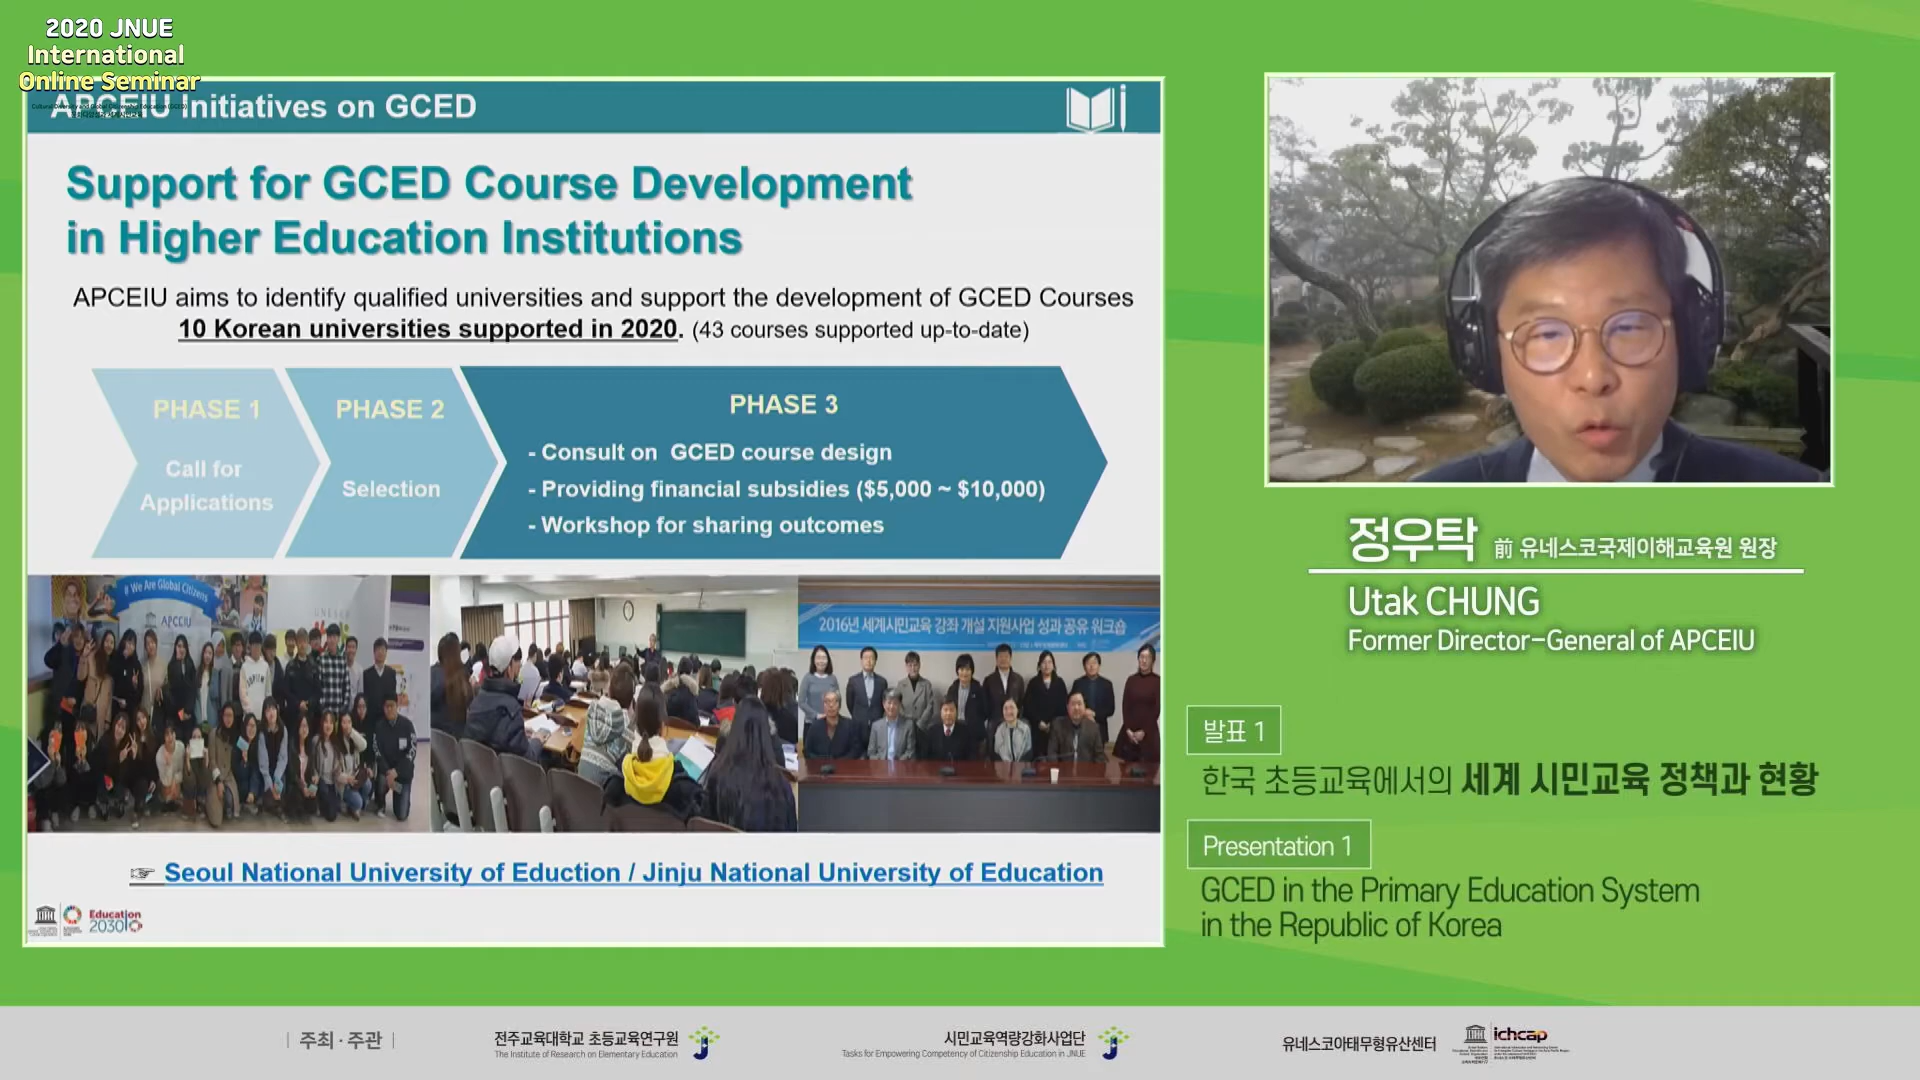 2020 JNUE
International
Online Seminar
Cultural Diversity and Global Citizenship Education (GCED)
APCEIU Initiatives on GCED
Support for GCED Course Development
in Higher Education Institutions
APCEIU aims to identify qualified universities and support the development of GCED Courses
10 Korean universities supported in 2020. (43 courses supported up-to-date)
PHASE 1
Call for
Applications
PHASE 2
Selection
PHASE 3
- Consult on GCED course design
- Providing financial subsidies ($5,000 ~ $10,000)
- Workshop for sharing outcomes
# We Are Global Citizens
APCEIU
2016년 세계시민교육 강좌 개설 지원사업 성과 공유 워크숍
☞ Seoul National University of Eduction / Jinju National University of Education
Education
2030
정우탁 前 유네스코국제이해교육원 원장
Utak CHUNG
Former Director-General of APCEIU
발표 1
한국 초등교육에서의 세계 시민교육 정책과 현황
Presentation 1
GCED in the Primary Education System
in the Republic of Korea
주최 · 주관
전주교육대학교 초등교육연구원
The Institute of Research on Elementary Education
시민교육역량강화사업단
Tasks for Empowering Competency of Citizenship Education in JNUE
유네스코아태무형유산센터
ichcap